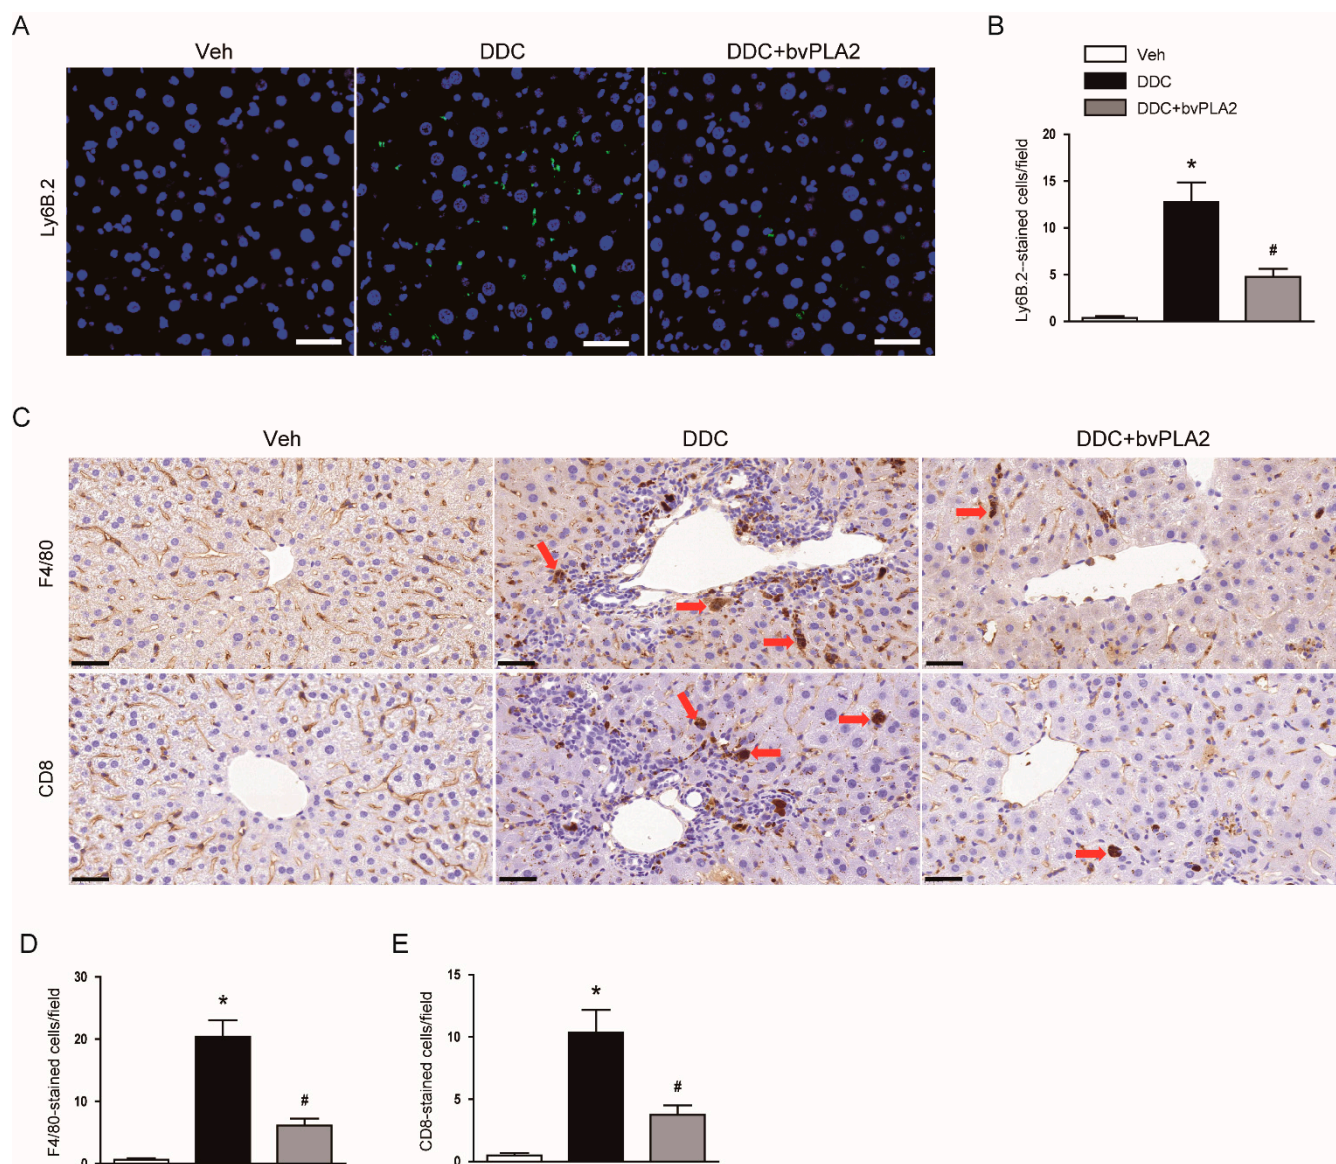 A
Veh
DDC
DDC+bvPLA2
Ly6B.2
B
Veh
DDC
DDC+bvPLA2
Ly6B.2--stained cells/field
20
15
10
5
0
*
#
C
Veh
DDC
DDC+bvPLA2
F4/80
CD8
D
F4/80-stained cells/field
30
20
10
0
*
#
E
CD8-stained cells/field
15
10
5
0
*
#